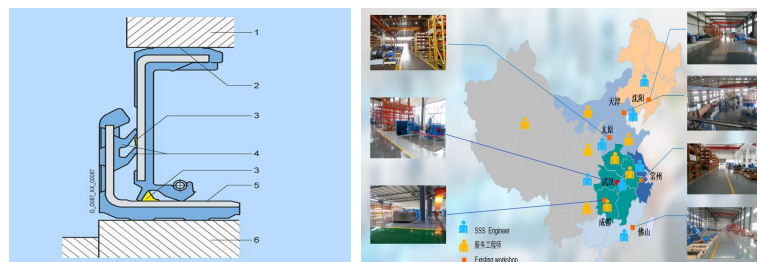 1
2
3
3
4
5
6
G_D087_XX_00087
沈阳
天津
太原
武汉
常州
成都
佛山
SSS Engineer
服务工程师
Existing workshop